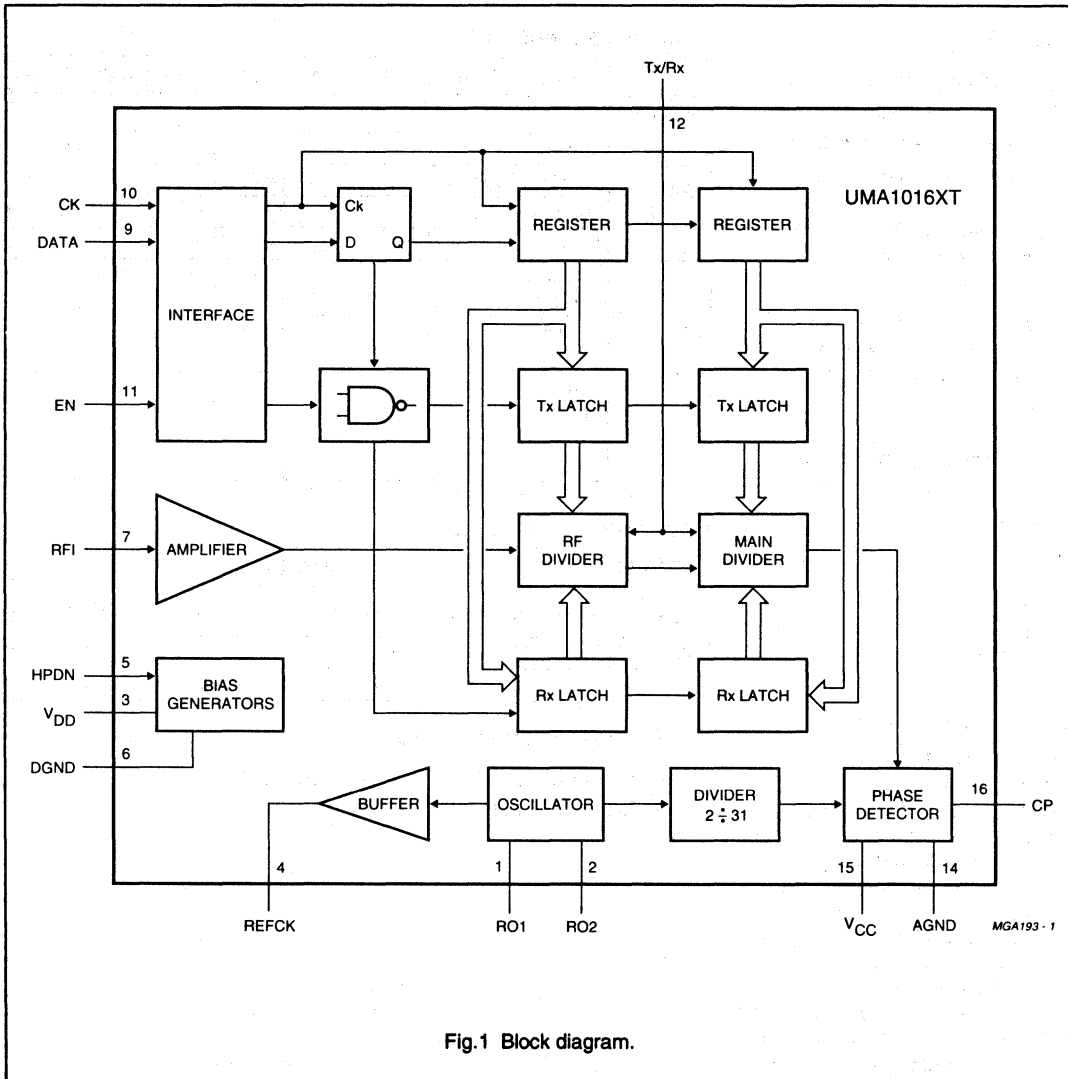 Tx/Rx
12
UMA1016XT
CK
10
DATA
9
EN
11
INTERFACE
Ck
D
Q
REGISTER
REGISTER
Tx LATCH
Tx LATCH
RFI
7
AMPLIFIER
RF
DIVIDER
MAIN
DIVIDER
HPDN
5
VDD
3
DGND
6
BIAS
GENERATORS
Rx LATCH
Rx LATCH
BUFFER
OSCILLATOR
DIVIDER
2 ÷ 31
PHASE
DETECTOR
16
CP
4
1
2
15
14
REFCK
RO1
RO2
VCC
AGND
MGA193 - 1
Fig.1 Block diagram.